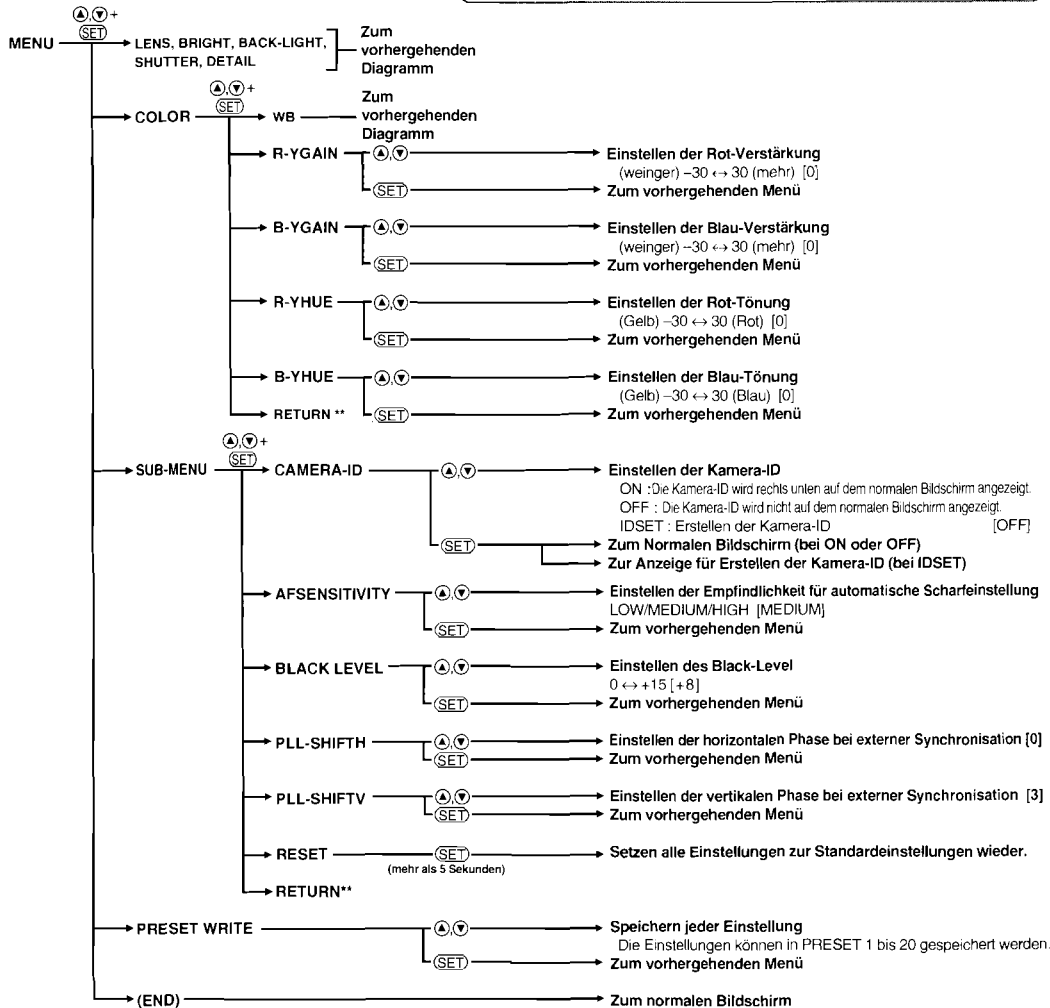 ▲,▼ +
SET
MENU
LENS, BRIGHT, BACK-LIGHT,
SHUTTER, DETAIL
Zum
vorhergehenden
Diagramm
▲,▼ +
SET
COLOR
WB
Zum
vorhergehenden
Diagramm
R-YGAIN
▲,▼
Einstellen der Rot-Verstärkung
(weinger) –30 ↔ 30 (mehr) [0]
SET
Zum vorhergehenden Menü
B-YGAIN
▲,▼
Einstellen der Blau-Verstärkung
(weinger) –30 ↔ 30 (mehr) [0]
SET
Zum vorhergehenden Menü
R-YHUE
▲,▼
Einstellen der Rot-Tönung
(Gelb) –30 ↔ 30 (Rot) [0]
SET
Zum vorhergehenden Menü
B-YHUE
▲,▼
Einstellen der Blau-Tönung
(Gelb) –30 ↔ 30 (Blau) [0]
RETURN **
SET
Zum vorhergehenden Menü
▲,▼ +
SET
SUB-MENU
CAMERA-ID
▲,▼
Einstellen der Kamera-ID
ON :Die Kamera-ID wird rechts unten auf dem normalen Bildschirm angezeigt.
OFF : Die Kamera-ID wird nicht auf dem normalen Bildschirm angezeigt.
IDSET : Erstellen der Kamera-ID [OFF]
SET
Zum Normalen Bildschirm (bei ON oder OFF)
Zur Anzeige für Erstellen der Kamera-ID (bei IDSET)
AFSENSITIVITY
▲,▼
Einstellen der Empfindlichkeit für automatische Scharfeinstellung
LOW/MEDIUM/HIGH [MEDIUM]
SET
Zum vorhergehenden Menü
BLACK LEVEL
▲,▼
Einstellen des Black-Level
0 ↔ +15 [+8]
SET
Zum vorhergehenden Menü
PLL-SHIFTH
▲,▼
Einstellen der horizontalen Phase bei externer Synchronisation [0]
SET
Zum vorhergehenden Menü
PLL-SHIFTV
▲,▼
Einstellen der vertikalen Phase bei externer Synchronisation [3]
SET
Zum vorhergehenden Menü
RESET
SET
(mehr als 5 Sekunden)
Setzen alle Einstellungen zur Standardeinstellungen wieder.
RETURN**
PRESET WRITE
▲,▼
Speichern jeder Einstellung
Die Einstellungen können in PRESET 1 bis 20 gespeichert werden.
SET
Zum vorhergehenden Menü
(END)
Zum normalen Bildschirm